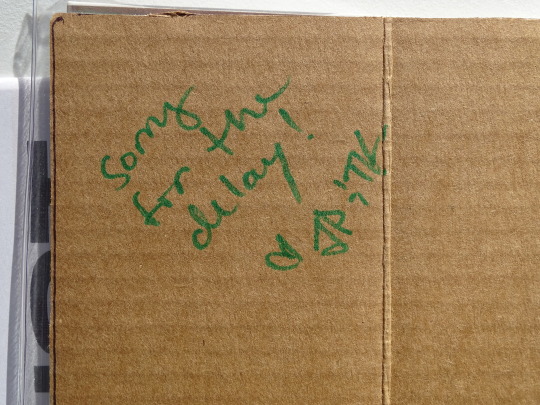 Sorry
for the
delay!